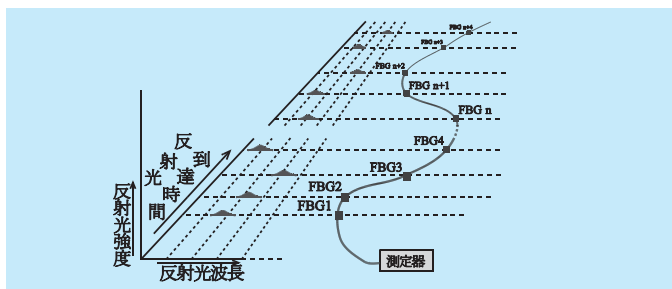 FBG n+4
FBG n+3
FBG n+2
FBG n+1
FBG n
FBG4
FBG3
FBG2
FBG1
反射光到達時間
反射光強度
反射光波長
測定器